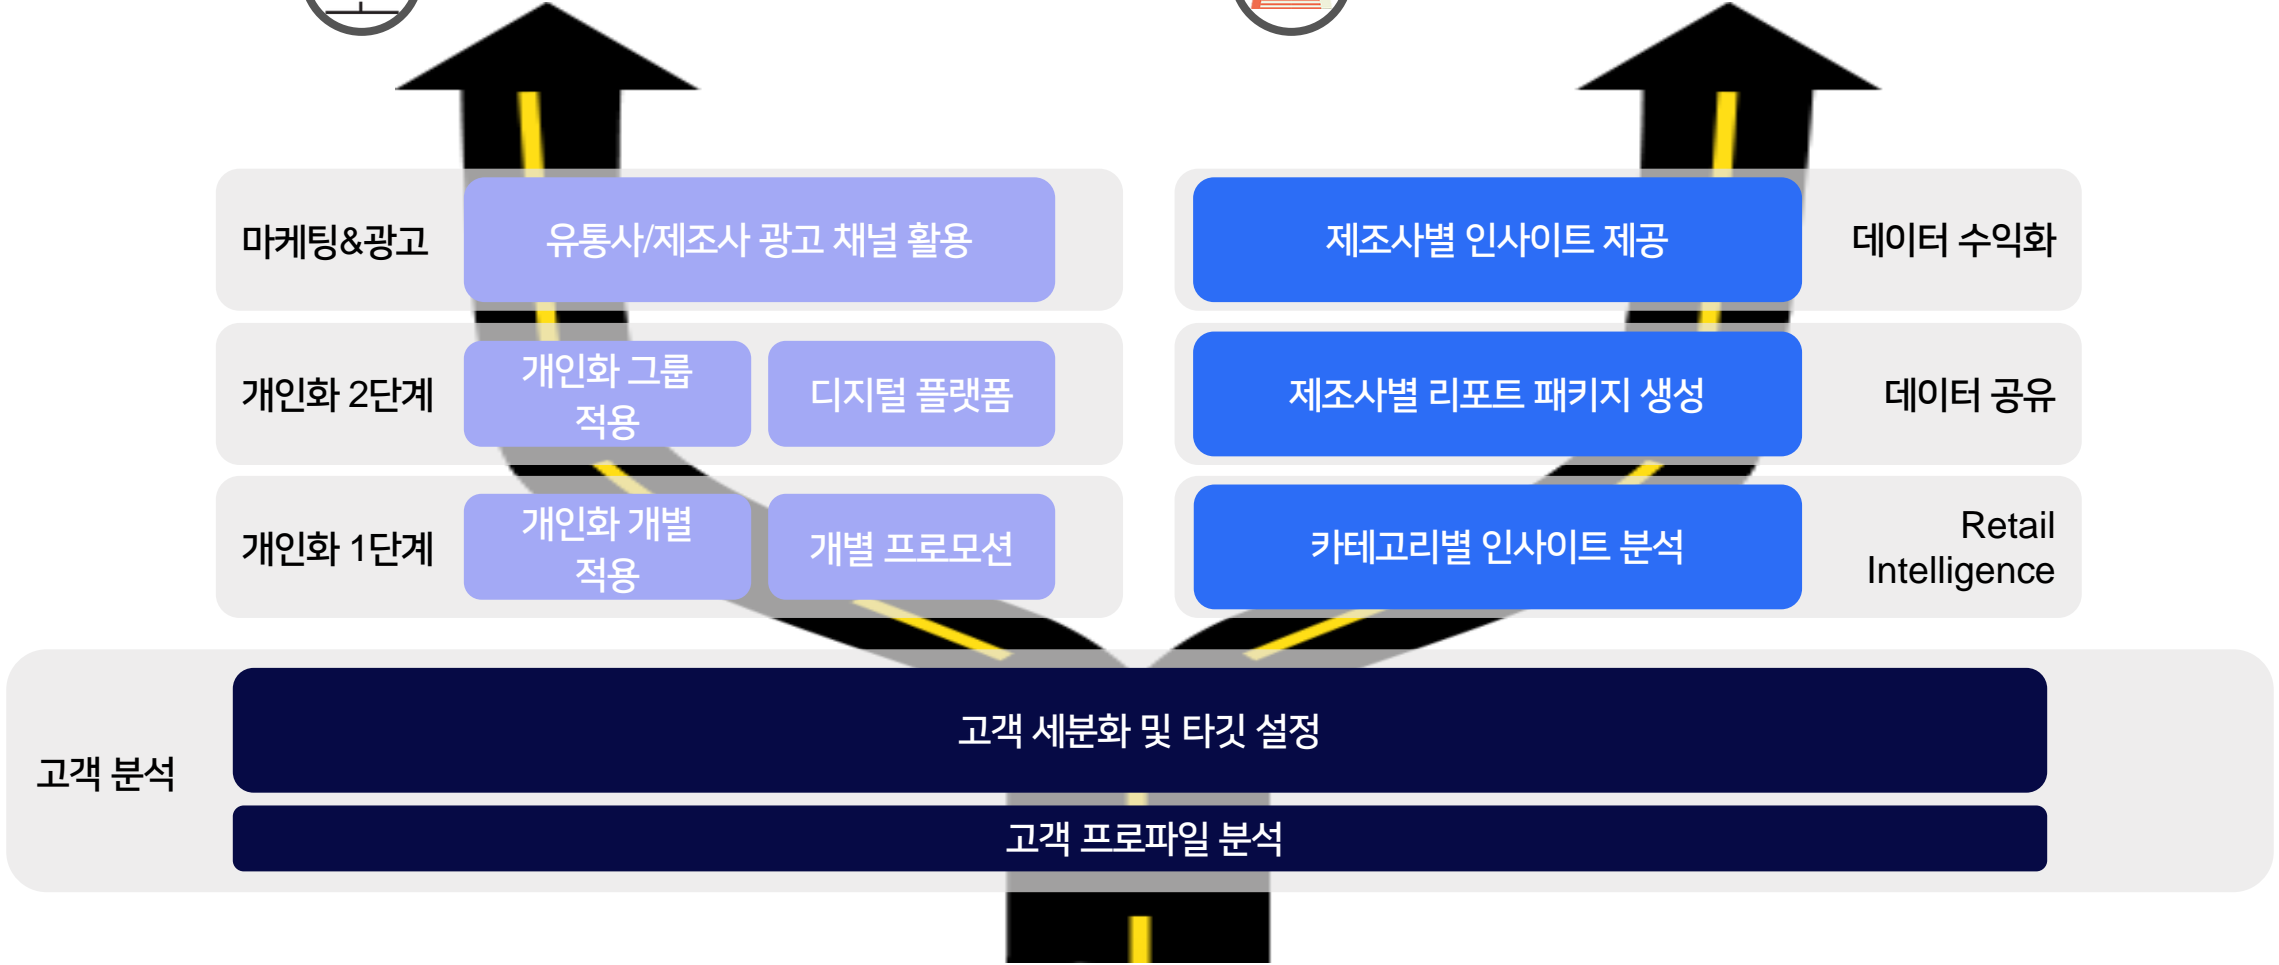 마케팅&광고
유통사/제조사 광고 채널 활용
제조사별 인사이트 제공
데이터 수익화
개인화 2단계
개인화 그룹
적용
디지털 플랫폼
제조사별 리포트 패키지 생성
데이터 공유
개인화 1단계
개인화 개별
적용
개별 프로모션
카테고리별 인사이트 분석
Retail
Intelligence
고객 분석
고객 세분화 및 타깃 설정
고객 프로파일 분석